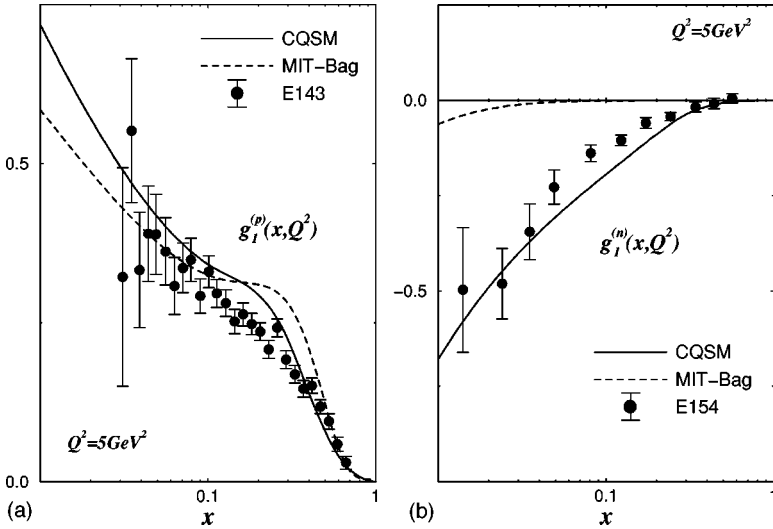 CQSM
MIT-Bag
E143
0.5
g₁⁽ᵖ⁾(x,Q²)
Q²=5GeV²
0.0
0.1
1
(a)
x
Q²=5GeV²
0.0
g₁⁽ⁿ⁾(x,Q²)
-0.5
CQSM
MIT-Bag
E154
0.1
1
(b)
x